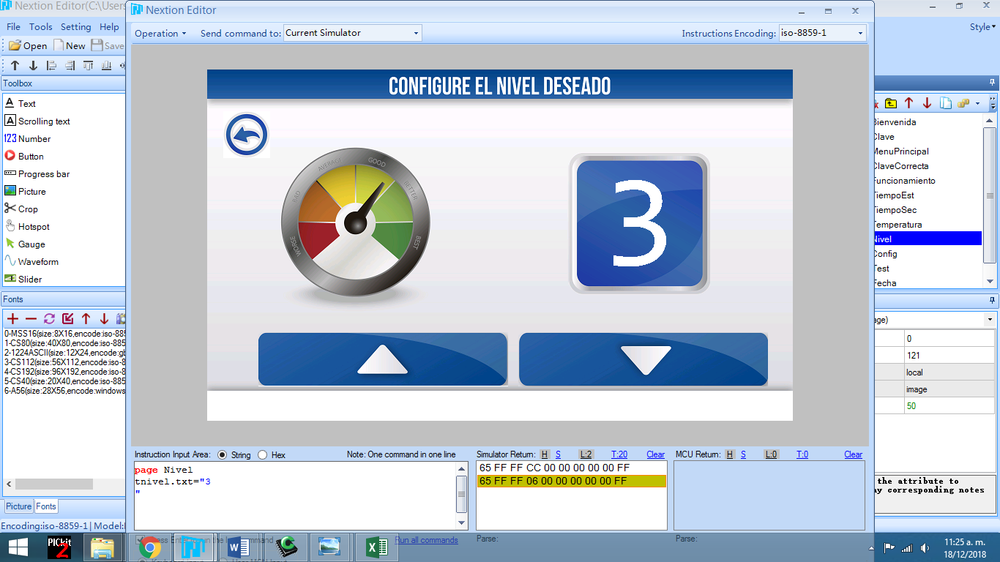 Nextion Editor(C:\Users
Nextion Editor
File Tools Setting Help
Operation Send command to: Current Simulator Instructions Encoding: iso-8859-1
Style
Open New Save
Toolbox
Text
Scrolling text
Number
Button
Progress bar
Picture
Crop
Hotspot
Gauge
Waveform
Slider
Fonts
0-MSS16(size:8X16,encode:iso-885
1-CS80(size:40X80,encode:iso-885
2-1224ASCII(size:12X24,encode:gb
3-CS112(size:56X112,encode:iso-8
4-CS192(size:96X192,encode:iso-8
5-CS40(size:20X40,encode:iso-885
6-A56(size:28X56,encode:windows
Picture Fonts
Encoding:iso-8859-1| Model:
CONFIGURE EL NIVEL DESEADO
WORSE
BAD
AVERAGE
GOOD
BETTER
BEST
3
Bienvenida
Clave
MenuPrincipal
ClaveCorrecta
Funcionamiento
TiempoEst
TiempoSec
Temperatura
Nivel
Config
Test
Fecha
age)
0
121
local
image
50
the attribute to
corresponding notes
Instruction Input Area: String Hex Note: One command in one line
page Nivel
tnivel.txt="3
"
Simulator Return: H S L:2 T:20 Clear
65 FF FF CC 00 00 00 00 00 FF
65 FF FF 06 00 00 00 00 00 FF
Parse:
MCU Return: H S L:0 T:0 Clear
Parse:
Run all commands
PICkit
2
11:25 a. m.
18/12/2018